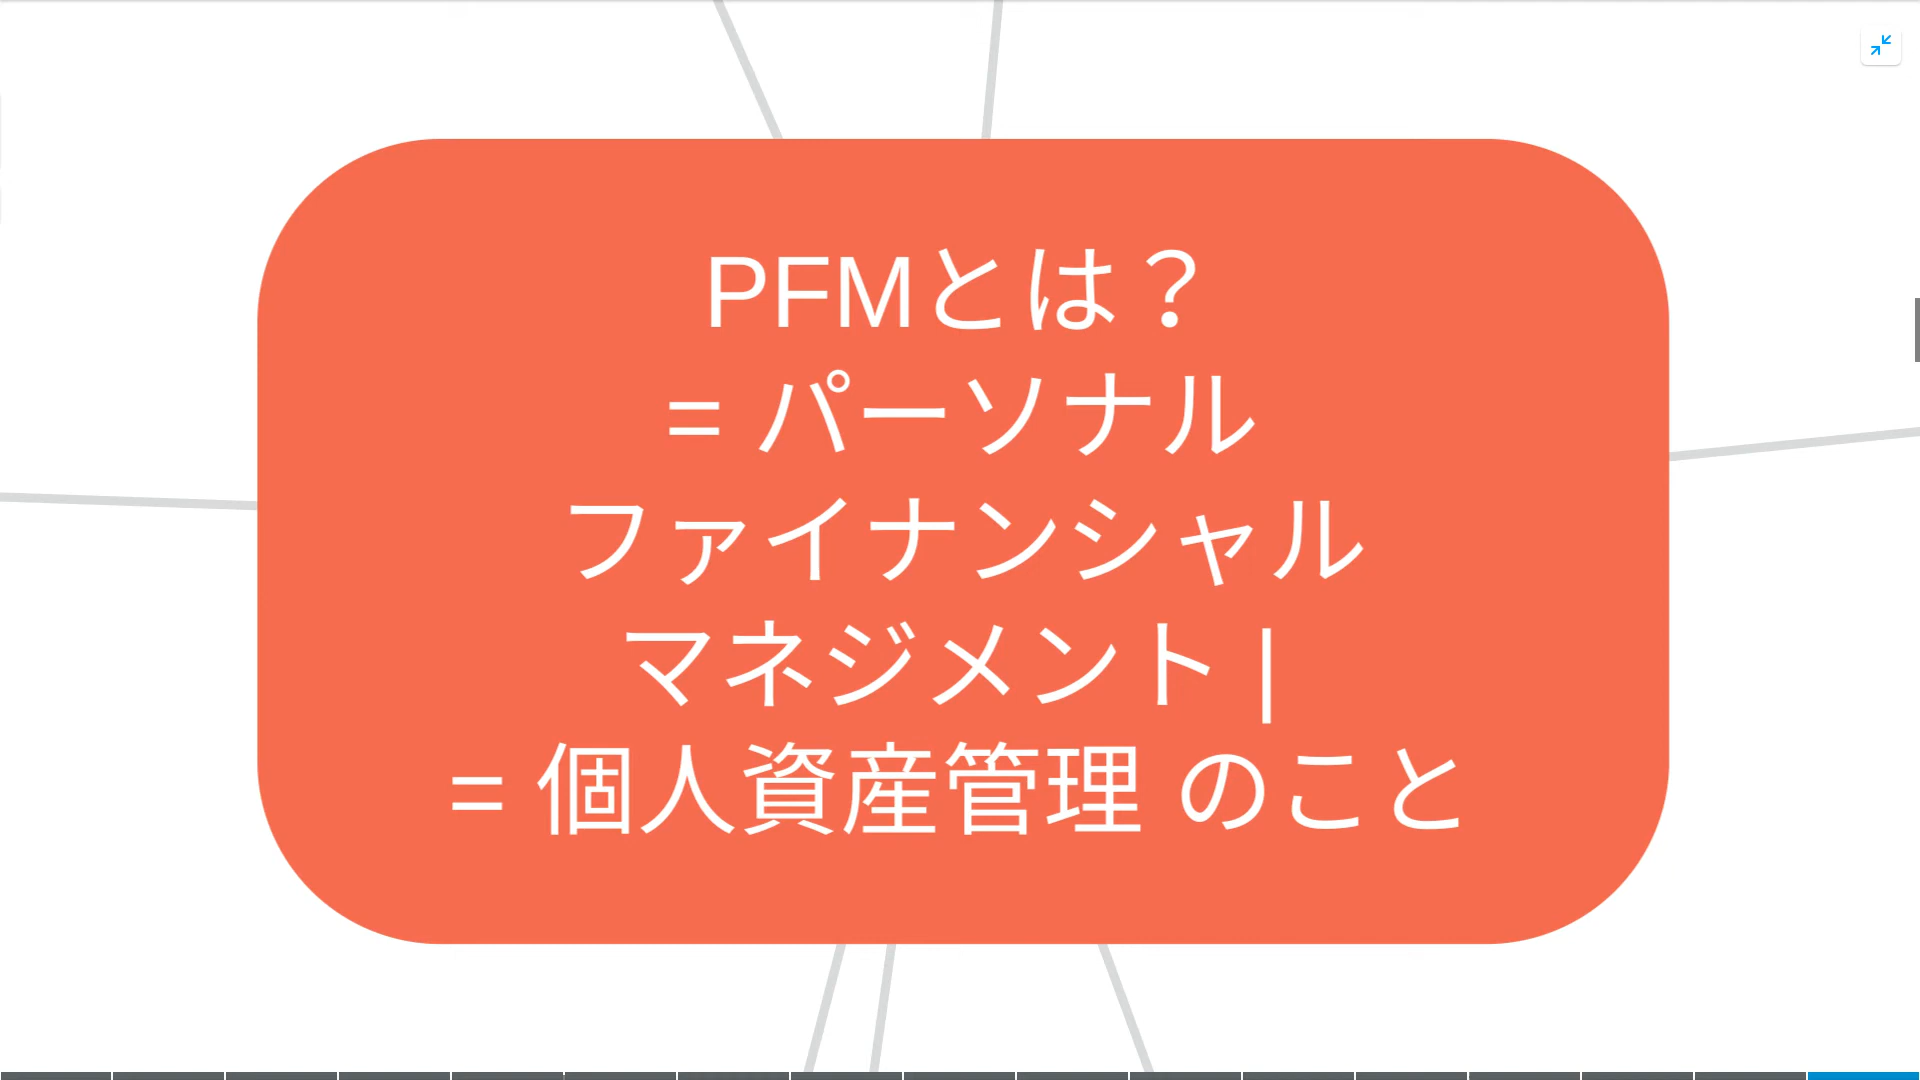 PFMとは？
= パーソナル
ファイナンシャル
マネジメント |
= 個人資産管理 のこと